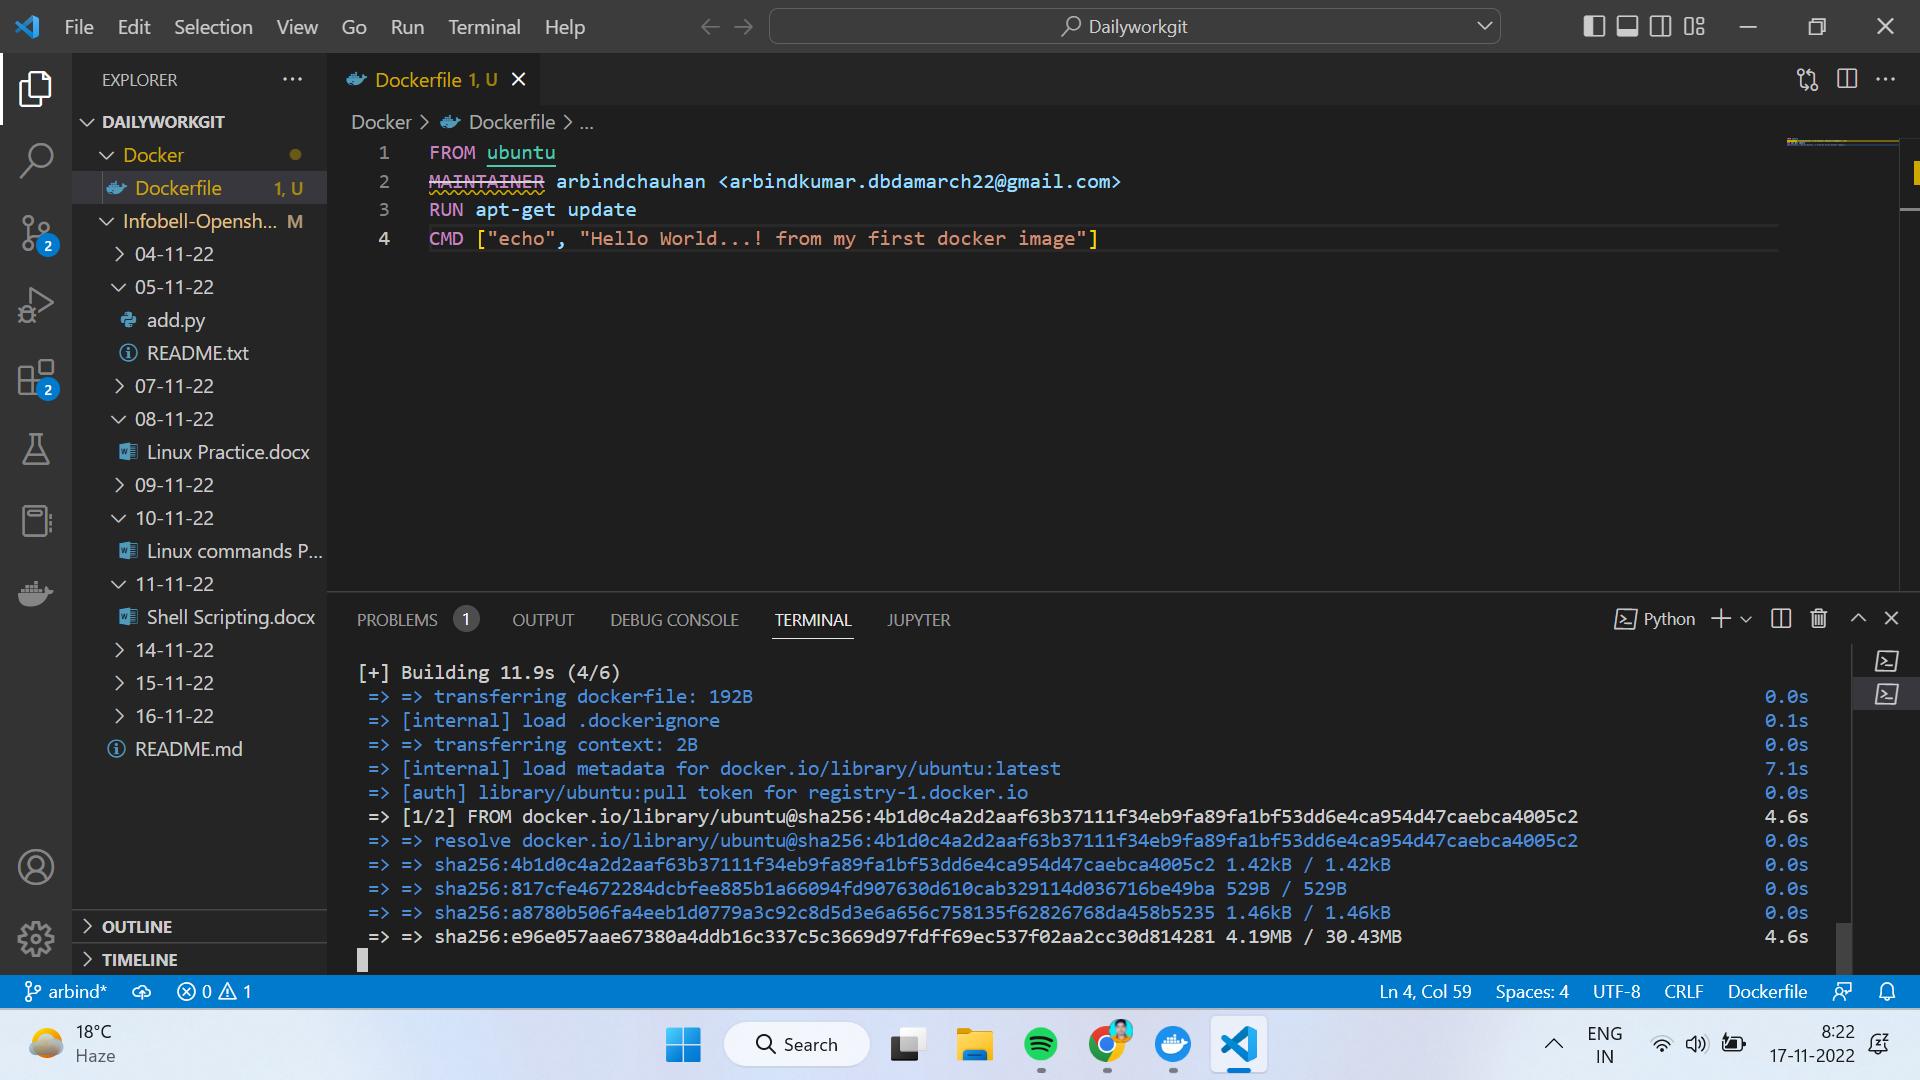 File Edit Selection View Go Run Terminal Help
Dailyworkgit
EXPLORER
DAILYWORKGIT
Docker
Dockerfile 1, U
Infobell-Opensh... M
04-11-22
05-11-22
add.py
README.txt
07-11-22
08-11-22
Linux Practice.docx
09-11-22
10-11-22
Linux commands P...
11-11-22
Shell Scripting.docx
14-11-22
15-11-22
16-11-22
README.md
OUTLINE
TIMELINE
2
2
Dockerfile 1, U
Docker > Dockerfile > ...
1 FROM ubuntu
2 MAINTAINER arbindchauhan <arbindkumar.dbdamarch22@gmail.com>
3 RUN apt-get update
4 CMD ["echo", "Hello World...! from my first docker image"]
PROBLEMS 1 OUTPUT DEBUG CONSOLE TERMINAL JUPYTER
Python
[+] Building 11.9s (4/6)
=> => transferring dockerfile: 192B 0.0s
=> [internal] load .dockerignore 0.1s
=> => transferring context: 2B 0.0s
=> [internal] load metadata for docker.io/library/ubuntu:latest 7.1s
=> [auth] library/ubuntu:pull token for registry-1.docker.io 0.0s
=> [1/2] FROM docker.io/library/ubuntu@sha256:4b1d0c4a2d2aaf63b37111f34eb9fa89fa1bf53dd6e4ca954d47caebca4005c2 4.6s
=> => resolve docker.io/library/ubuntu@sha256:4b1d0c4a2d2aaf63b37111f34eb9fa89fa1bf53dd6e4ca954d47caebca4005c2 0.0s
=> => sha256:4b1d0c4a2d2aaf63b37111f34eb9fa89fa1bf53dd6e4ca954d47caebca4005c2 1.42kB / 1.42kB 0.0s
=> => sha256:817cfe4672284dcbfee885b1a66094fd907630d610cab329114d036716be49ba 529B / 529B 0.0s
=> => sha256:a8780b506fa4eeb1d0779a3c92c8d5d3e6a656c758135f62826768da458b5235 1.46kB / 1.46kB 0.0s
=> => sha256:e96e057aae67380a4ddb16c337c5c3669d97fdff69ec537f02aa2cc30d814281 4.19MB / 30.43MB 4.6s
arbind* 0 1
Ln 4, Col 59 Spaces: 4 UTF-8 CRLF Dockerfile
18°C
Haze
Search
ENG
IN
8:22
17-11-2022